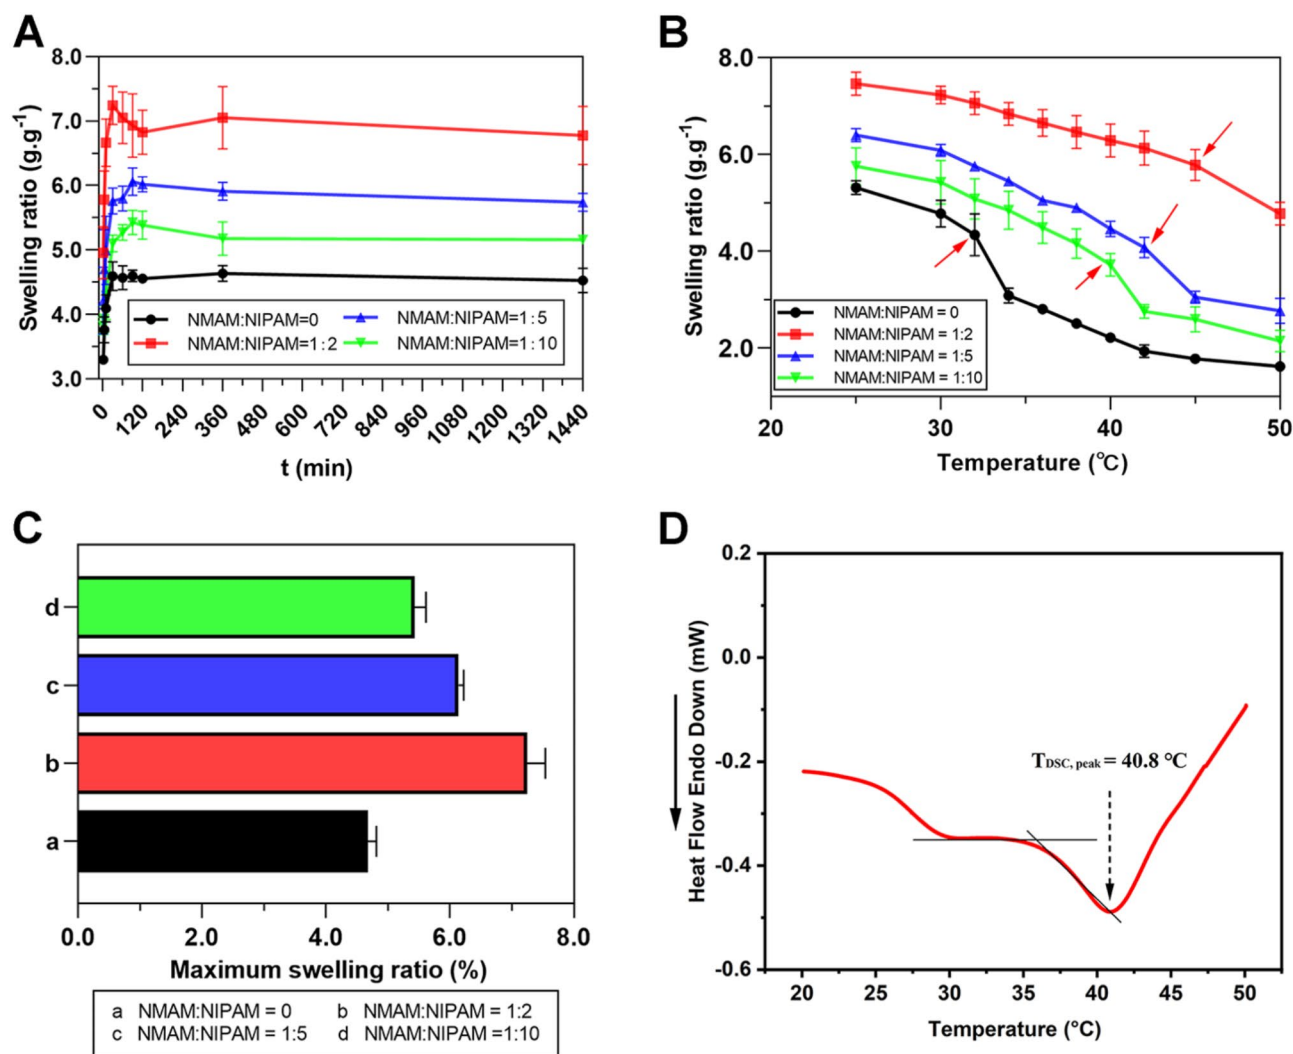 A
8.0
7.0
6.0
5.0
4.0
3.0
Swelling ratio (g.g-1)
NMAM:NIPAM=0
NMAM:NIPAM=1:5
NMAM:NIPAM=1:2
NMAM:NIPAM=1:10
0 120 240 360 480 600 720 840 960 1080 1200 1320 1440
t (min)
B
8.0
6.0
4.0
2.0
Swelling ratio (g.g-1)
NMAM:NIPAM = 0
NMAM:NIPAM = 1:2
NMAM:NIPAM = 1:5
NMAM:NIPAM = 1:10
20 30 40 50
Temperature (℃)
C
d
c
b
a
0.0 2.0 4.0 6.0 8.0
Maximum swelling ratio (%)
a NMAM:NIPAM = 0 b NMAM:NIPAM = 1:2
c NMAM:NIPAM = 1:5 d NMAM:NIPAM =1:10
D
0.2
0.0
-0.2
-0.4
-0.6
Heat Flow Endo Down (mW)
TDSC, peak = 40.8 °C
20 25 30 35 40 45 50
Temperature (°C)